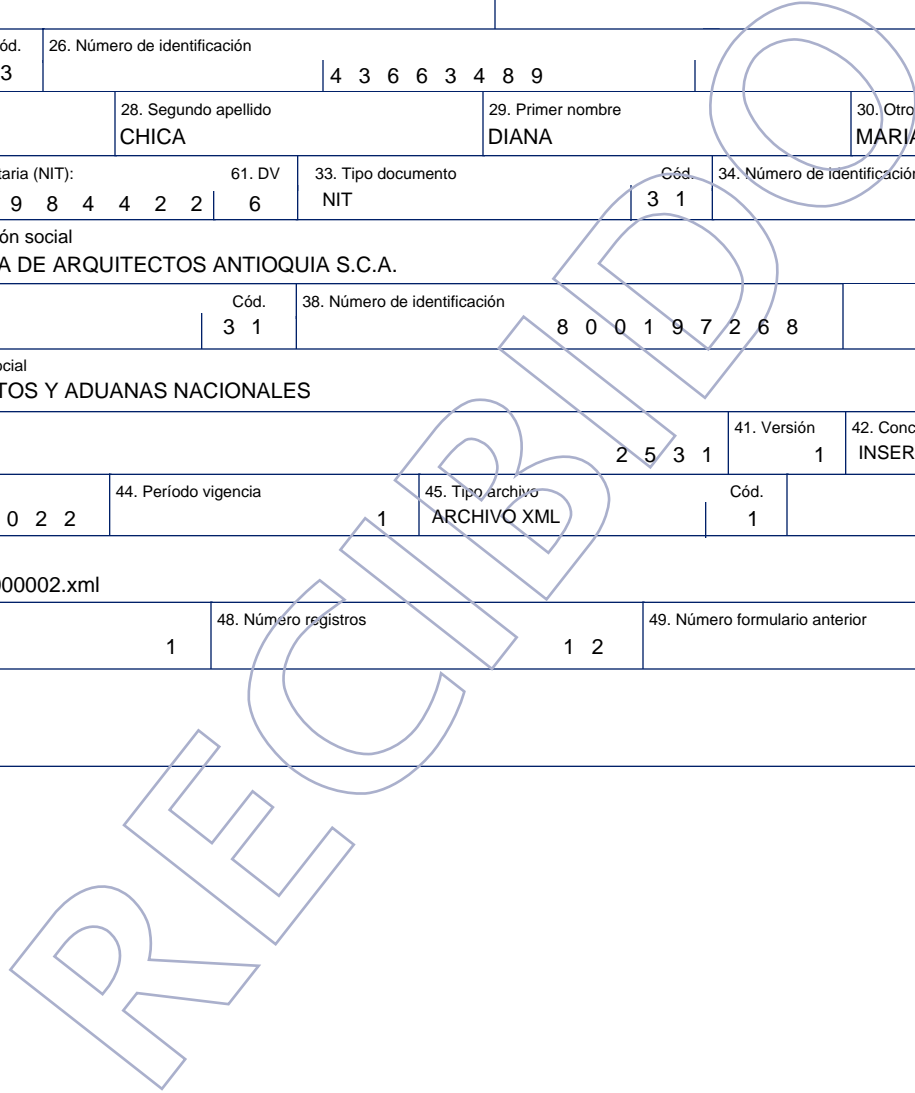 ód. 26. Número de identificación
3 4 3 6 6 3 4 8 9
28. Segundo apellido 29. Primer nombre 30. Otro
CHICA DIANA MARIA
taria (NIT): 61. DV 33. Tipo documento Cód. 34. Número de identificación
9 8 4 4 2 2 6 NIT 3 1
ón social
A DE ARQUITECTOS ANTIOQUIA S.C.A.
Cód. 38. Número de identificación
3 1 8 0 0 1 9 7 2 6 8
ocial
TOS Y ADUANAS NACIONALES
41. Versión 42. Conc
2 5 3 1 1 INSER
44. Período vigencia 45. Tipo archivo Cód.
0 2 2 1 ARCHIVO XML 1
000002.xml
48. Número registros 49. Número formulario anterior
1 1 2
RECIBIDO